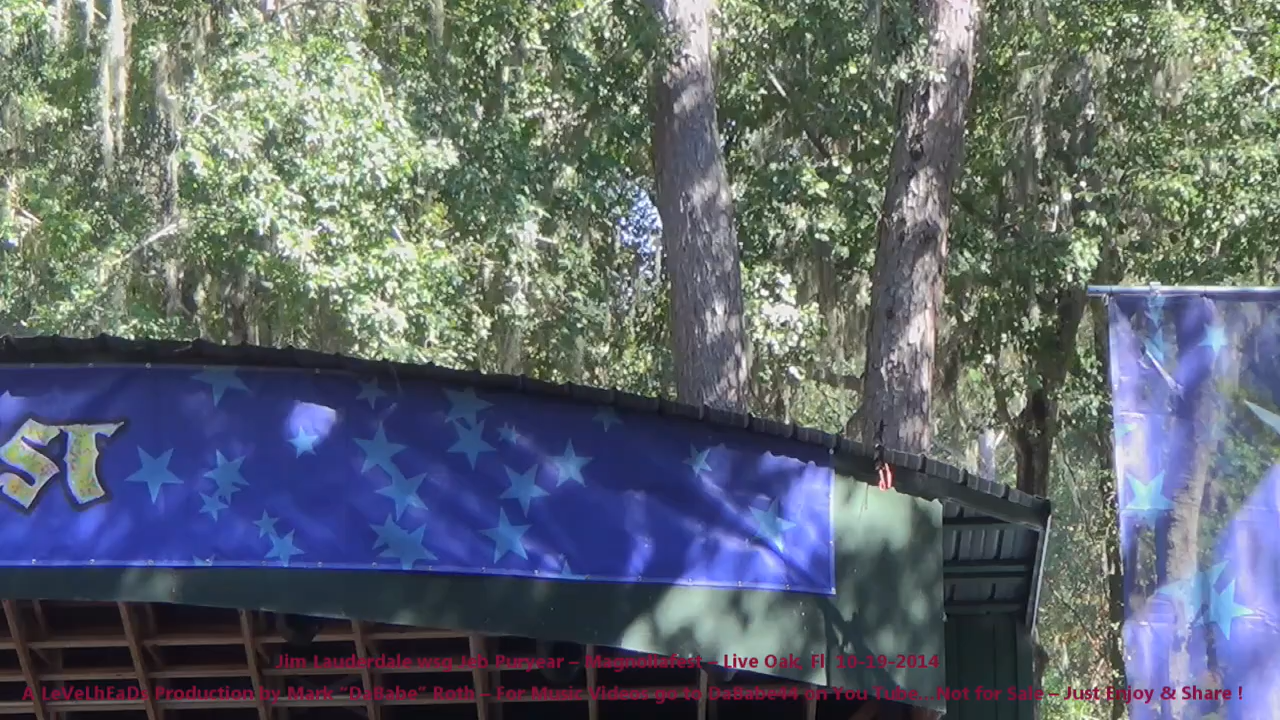 ST
Jim Lauderdale wsg Jeb Puryear – Magnoliafest – Live Oak, Fl 10-19-2014
A LeVeLhEaDs Production by Mark “DaBabe” Roth – For Music Videos go to DaBabe44 on You Tube...Not for Sale – Just Enjoy & Share !